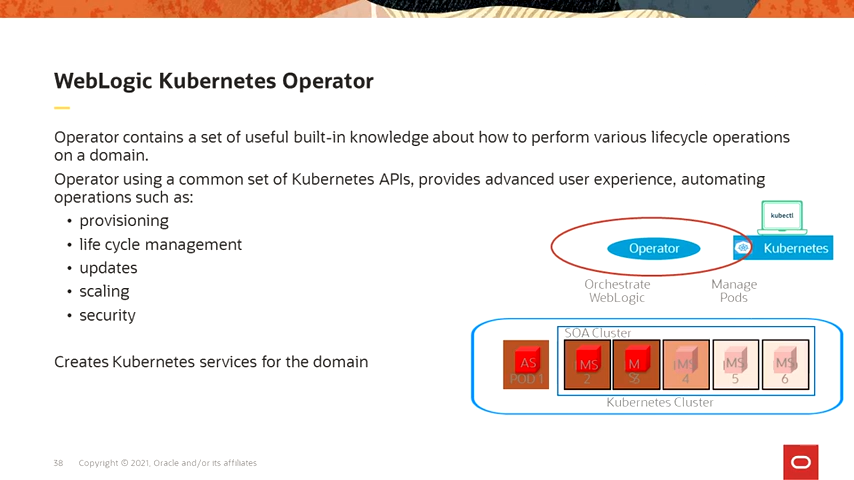 WebLogic Kubernetes Operator
Operator contains a set of useful built-in knowledge about how to perform various lifecycle operations
on a domain.
Operator using a common set of Kubernetes APIs, provides advanced user experience, automating
operations such as:
• provisioning
• life cycle management
• updates
• scaling
• security
Creates Kubernetes services for the domain
kubectl
Operator
Kubernetes
Orchestrate
WebLogic
Manage
Pods
SOA Cluster
AS
POD 1
MS
2
M
MS
4
MS
5
MS
6
Kubernetes Cluster
38
Copyright © 2021, Oracle and/or its affiliates